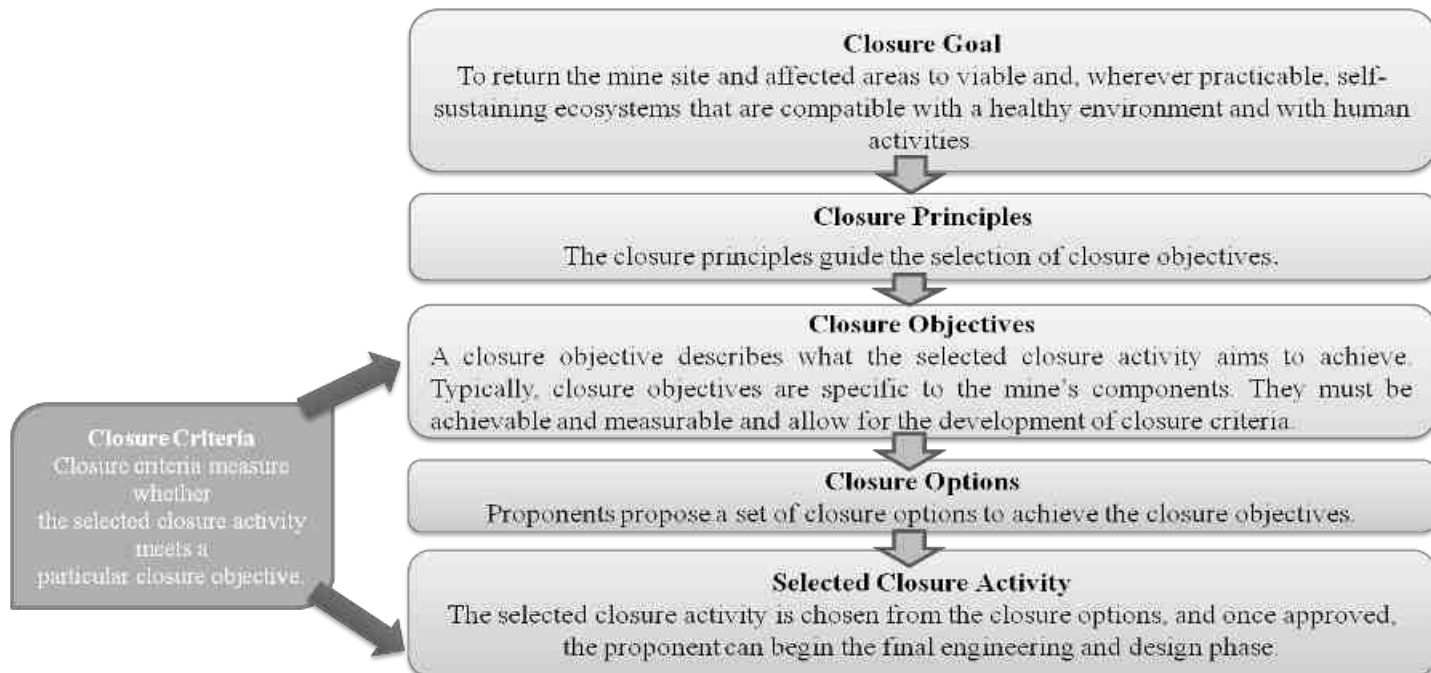 Closure Goal
To return the mine site and affected areas to viable and, wherever practicable, self-
sustaining ecosystems that are compatible with a healthy environment and with human
activities
Closure Principles
The closure principles guide the selection of closure objectives.
Closure Objectives
A closure objective describes what the selected closure activity aims to achieve.
Typically, closure objectives are specific to the mine's components. They must be
achievable and measurable and allow for the development of closure criteria.
Closure Criteria
Closure criteria measure
whether
the selected closure activity
meets a
particular closure objective.
Closure Options
Proponents propose a set of closure options to achieve the closure objectives.
Selected Closure Activity
The selected closure activity is chosen from the closure options, and once approved,
the proponent can begin the final engineering and design phase.